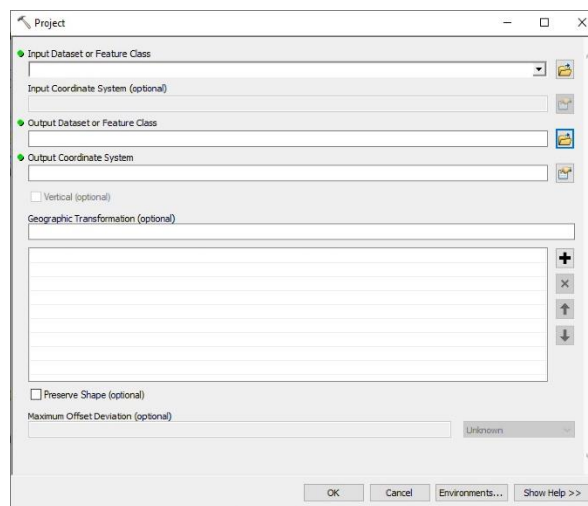 Project
Input Dataset or Feature Class
Input Coordinate System (optional)
Output Dataset or Feature Class
Output Coordinate System
Vertical (optional)
Geographic Transformation (optional)
Preserve Shape (optional)
Maximum Offset Deviation (optional)
Unknown
OK Cancel Environments... Show Help >>